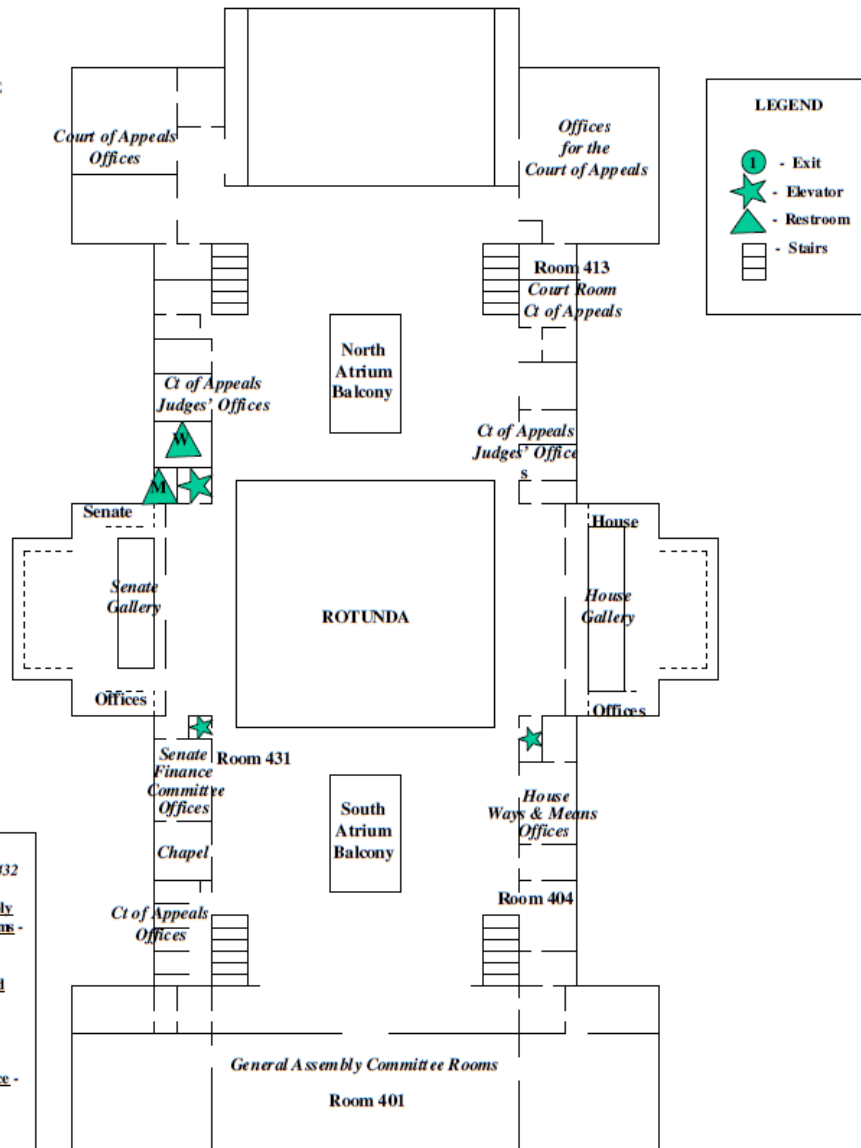 Court of Appeals
Offices
Offices
for the
Court of Appeals
LEGEND
1 - Exit
- Elevator
- Restroom
- Stairs
Room 413
Court Room
Ct of Appeals
North
Atrium
Balcony
Ct of Appeals
Judges' Offices
W
M
Ct of Appeals
Judges' Office
s
Senate
House
Senate
Gallery
ROTUNDA
House
Gallery
Offices
Offices
Senate
Finance
Committee
Offices
Room 431
South
Atrium
Balcony
House
Ways & Means
Offices
Chapel
Room 404
Ct of Appeals
Offices
General Assembly Committee Rooms
Room 401